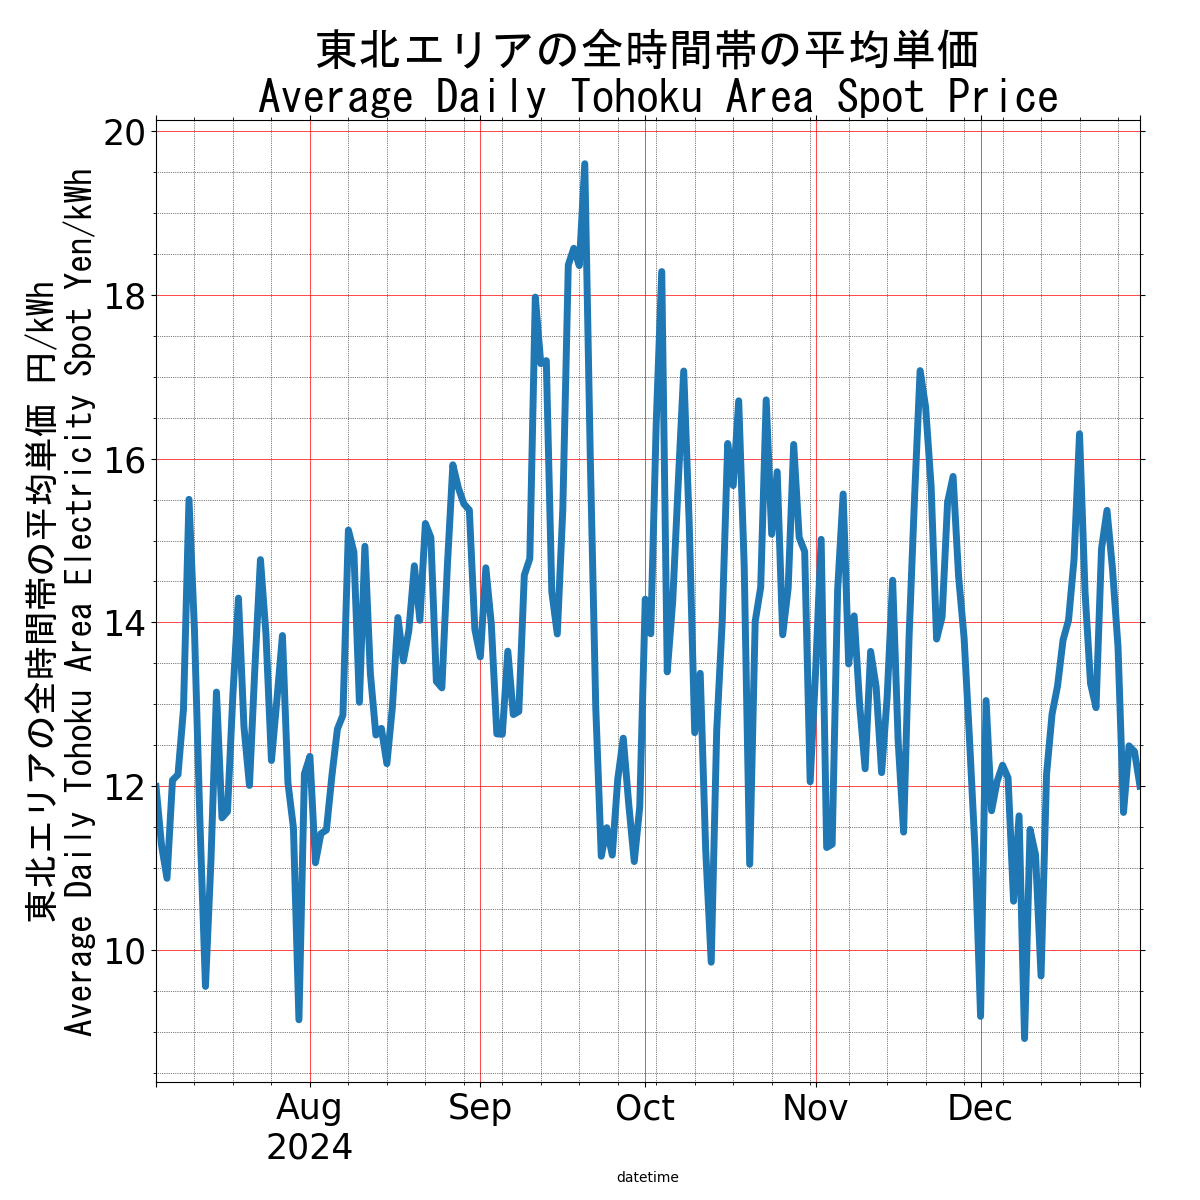 東北エリアの全時間帯の平均単価
Average Daily Tohoku Area Spot Price
東北エリアの全時間帯の平均単価 円/kWh
Average Daily Tohoku Area Electricity Spot Yen/kWh
20
18
16
14
12
10
Aug
2024
Sep
Oct
Nov
Dec
datetime